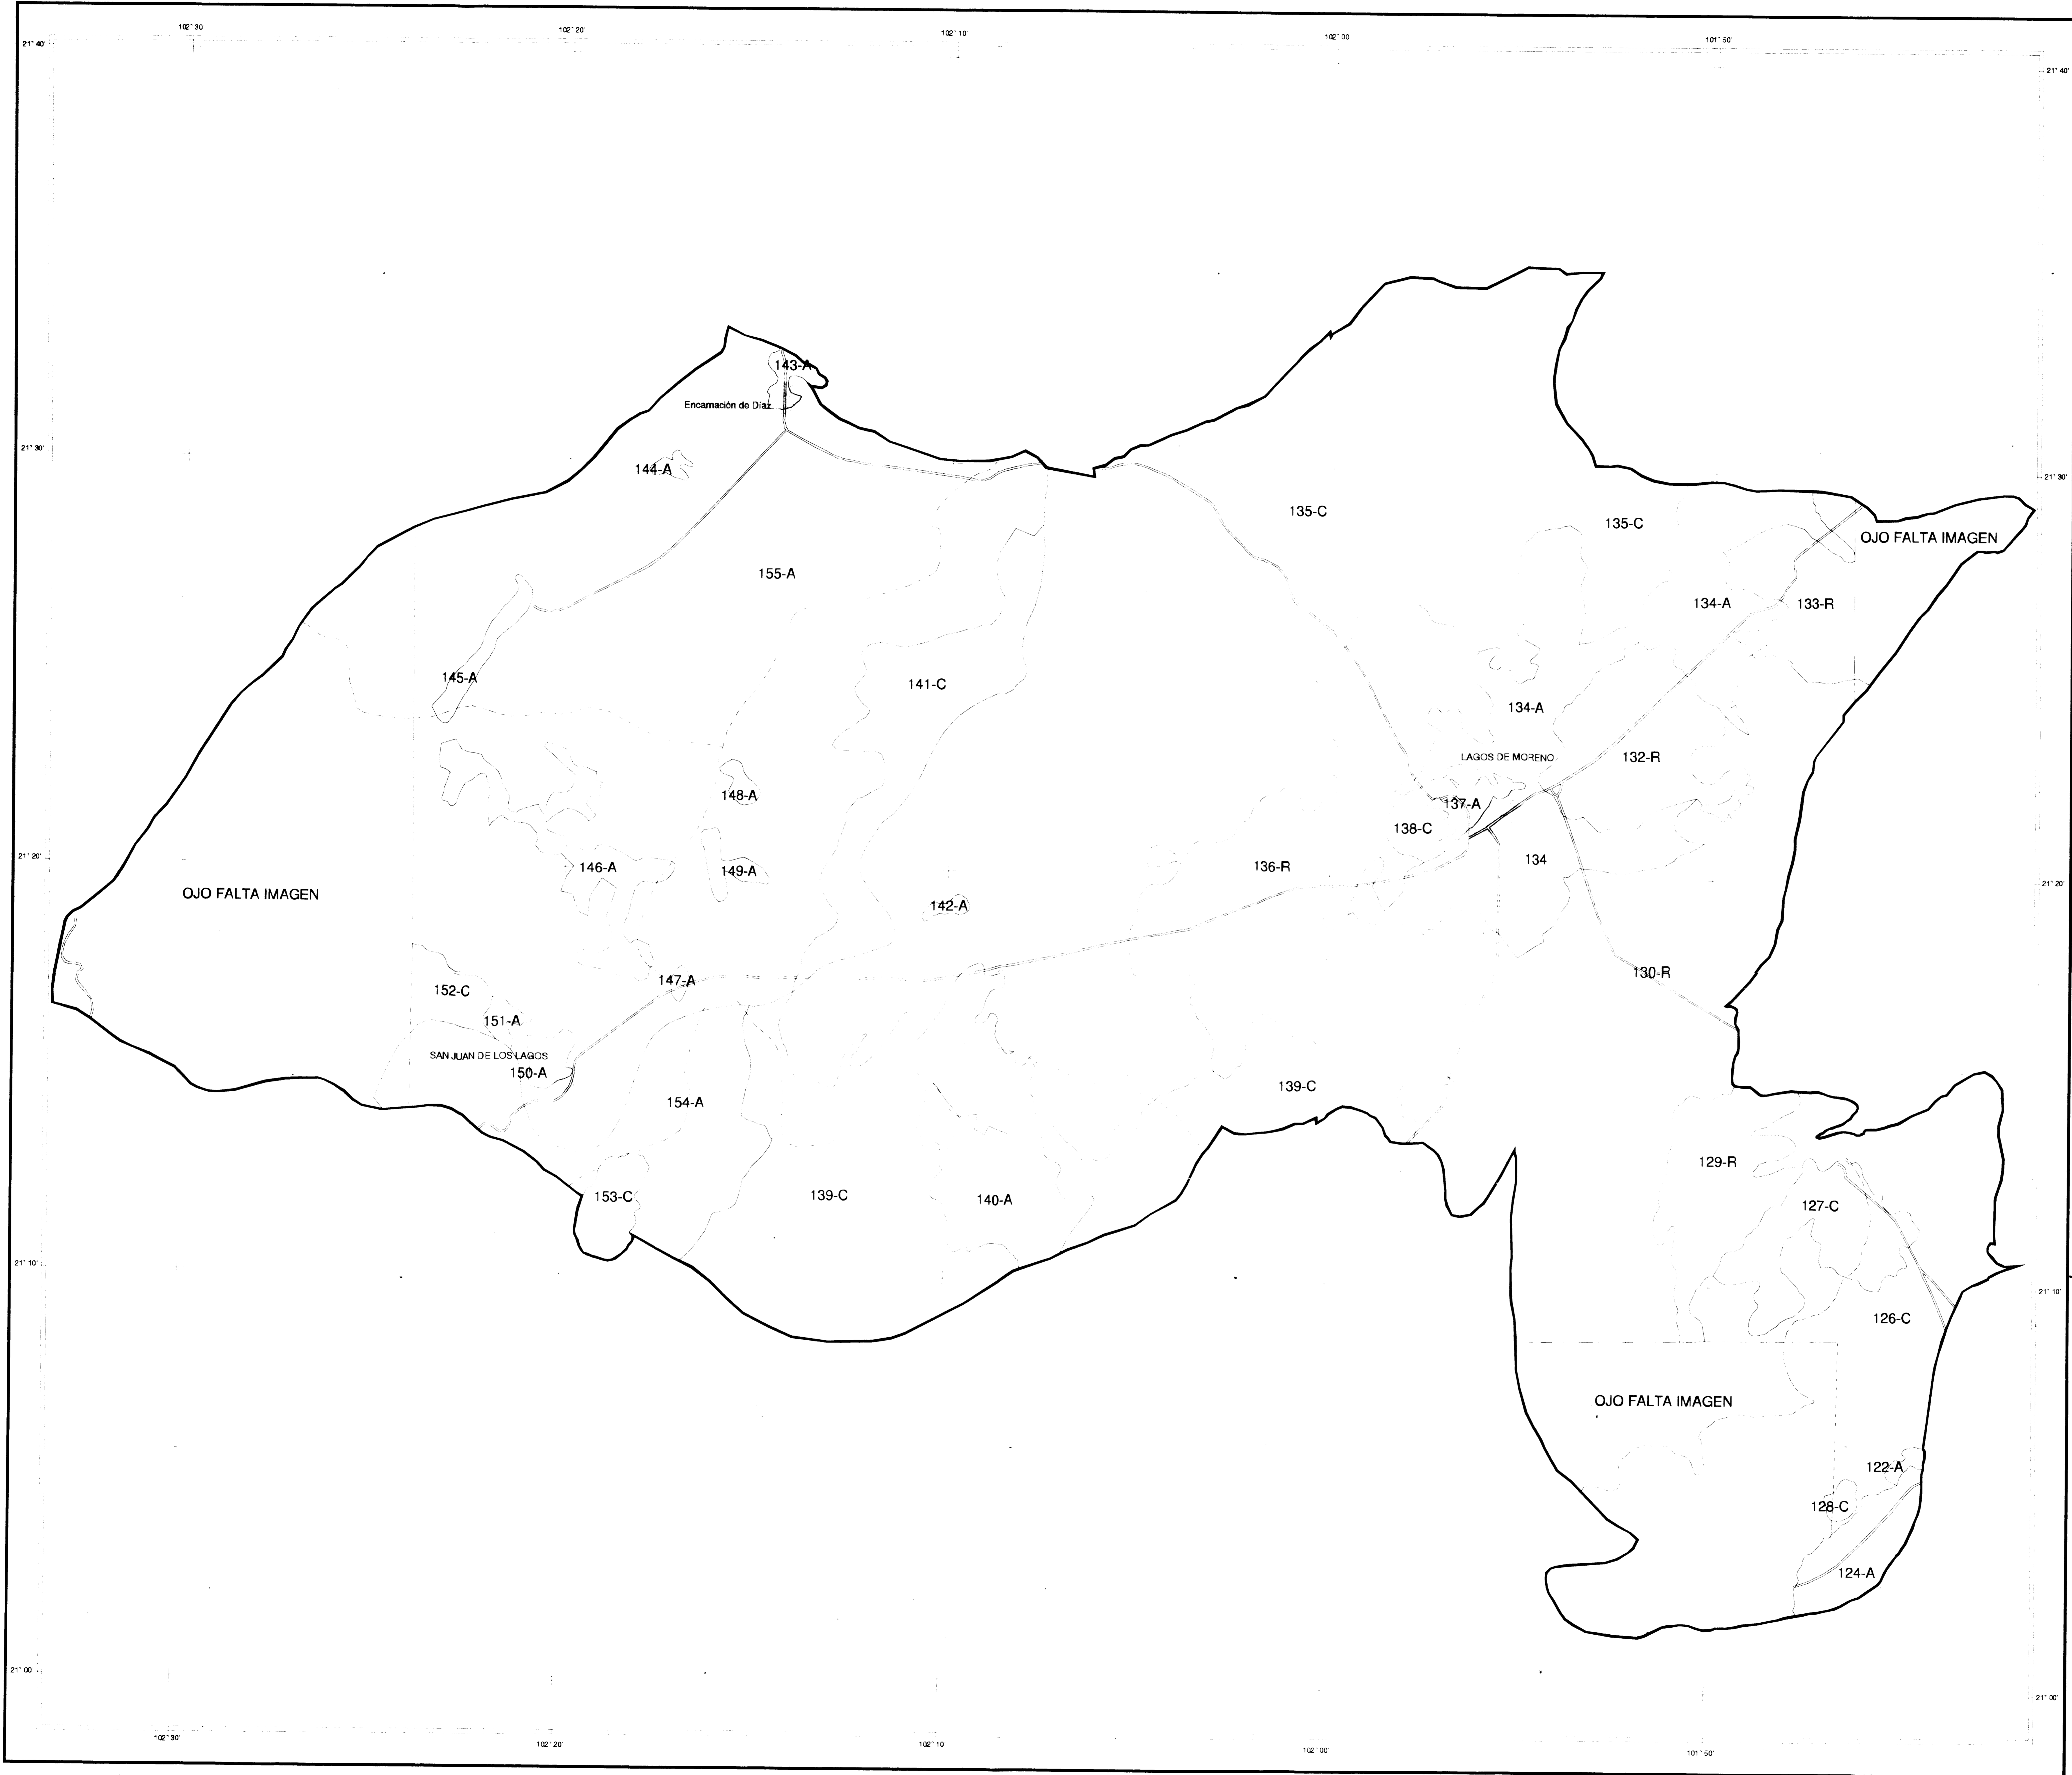 102°30'
102°20'
102°10'
102°00'
101°50'
21°40'
21°40'
143-A
Encarnación de Díaz
21°30'
144-A
21°30'
135-C
135-C
OJO FALTA IMAGEN
155-A
134-A
133-R
145-A
141-C
134-A
LAGOS DE MORENO
132-R
148-A
137-A
138-C
21°20'
134
146-A
149-A
136-R
21°20'
OJO FALTA IMAGEN
142-A
147-A
130-R
152-C
151-A
SAN JUAN DE LOS LAGOS
150-A
139-C
154-A
129-R
153-C
139-C
140-A
127-C
21°10'
21°10'
126-C
OJO FALTA IMAGEN
122-A
128-C
124-A
21°00'
21°00'
102°30'
102°20'
102°10'
102°00'
101°50'